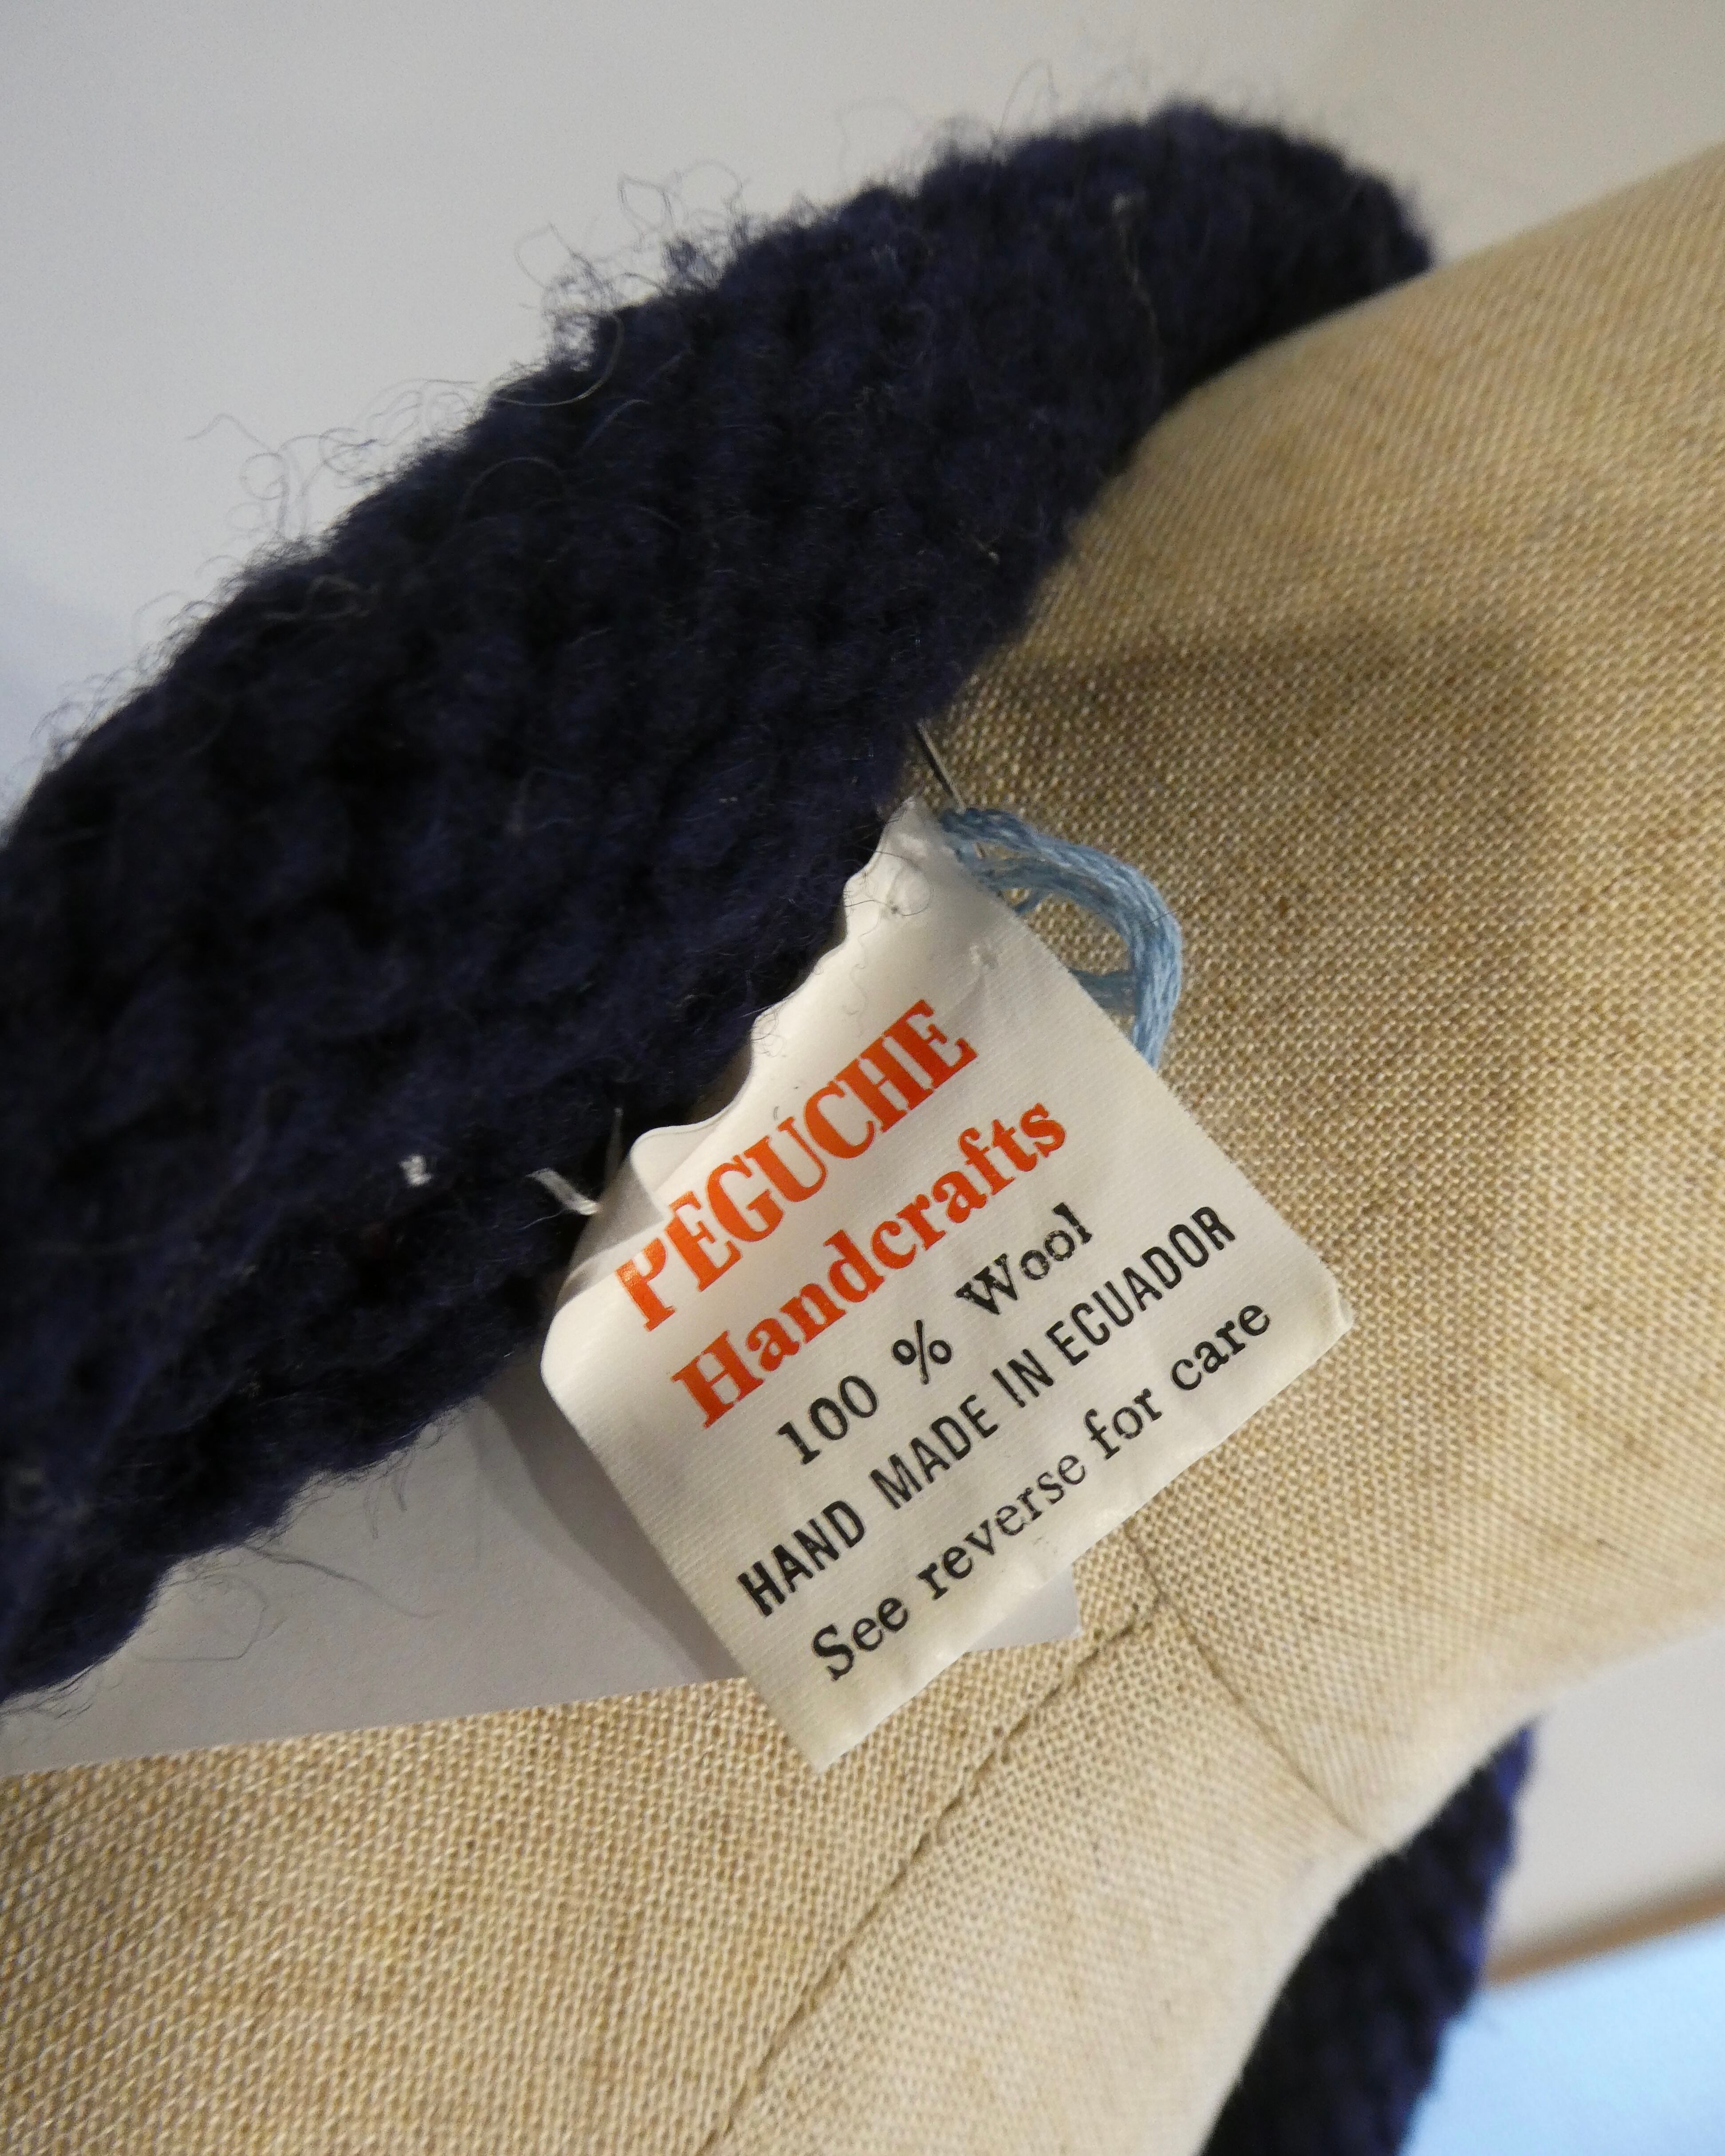 PEGUCHE
Handcrafts
100 % Wool
HAND MADE IN ECUADOR
See reverse for care